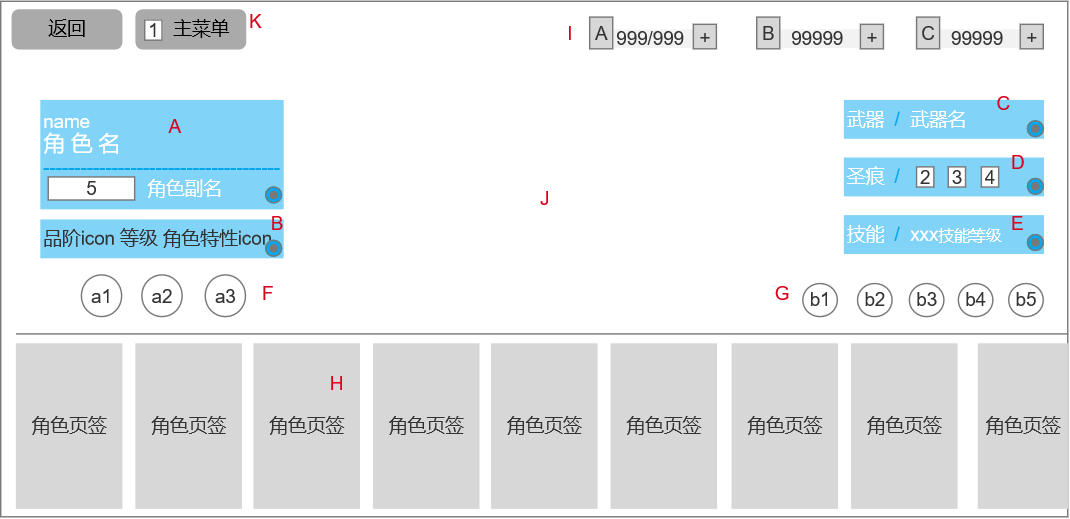 返回
1 主菜单 K
I A 999/999 + B 99999 + C 99999 +
name
角 色 名
A
5 角色副名
B
品阶icon 等级 角色特性icon
a1 a2 a3 F
J
C
武器 / 武器名
D
圣痕 / 2 3 4
E
技能 / xxx技能等级
G b1 b2 b3 b4 b5
H
角色页签 角色页签 角色页签 角色页签 角色页签 角色页签 角色页签 角色页签 角色页签